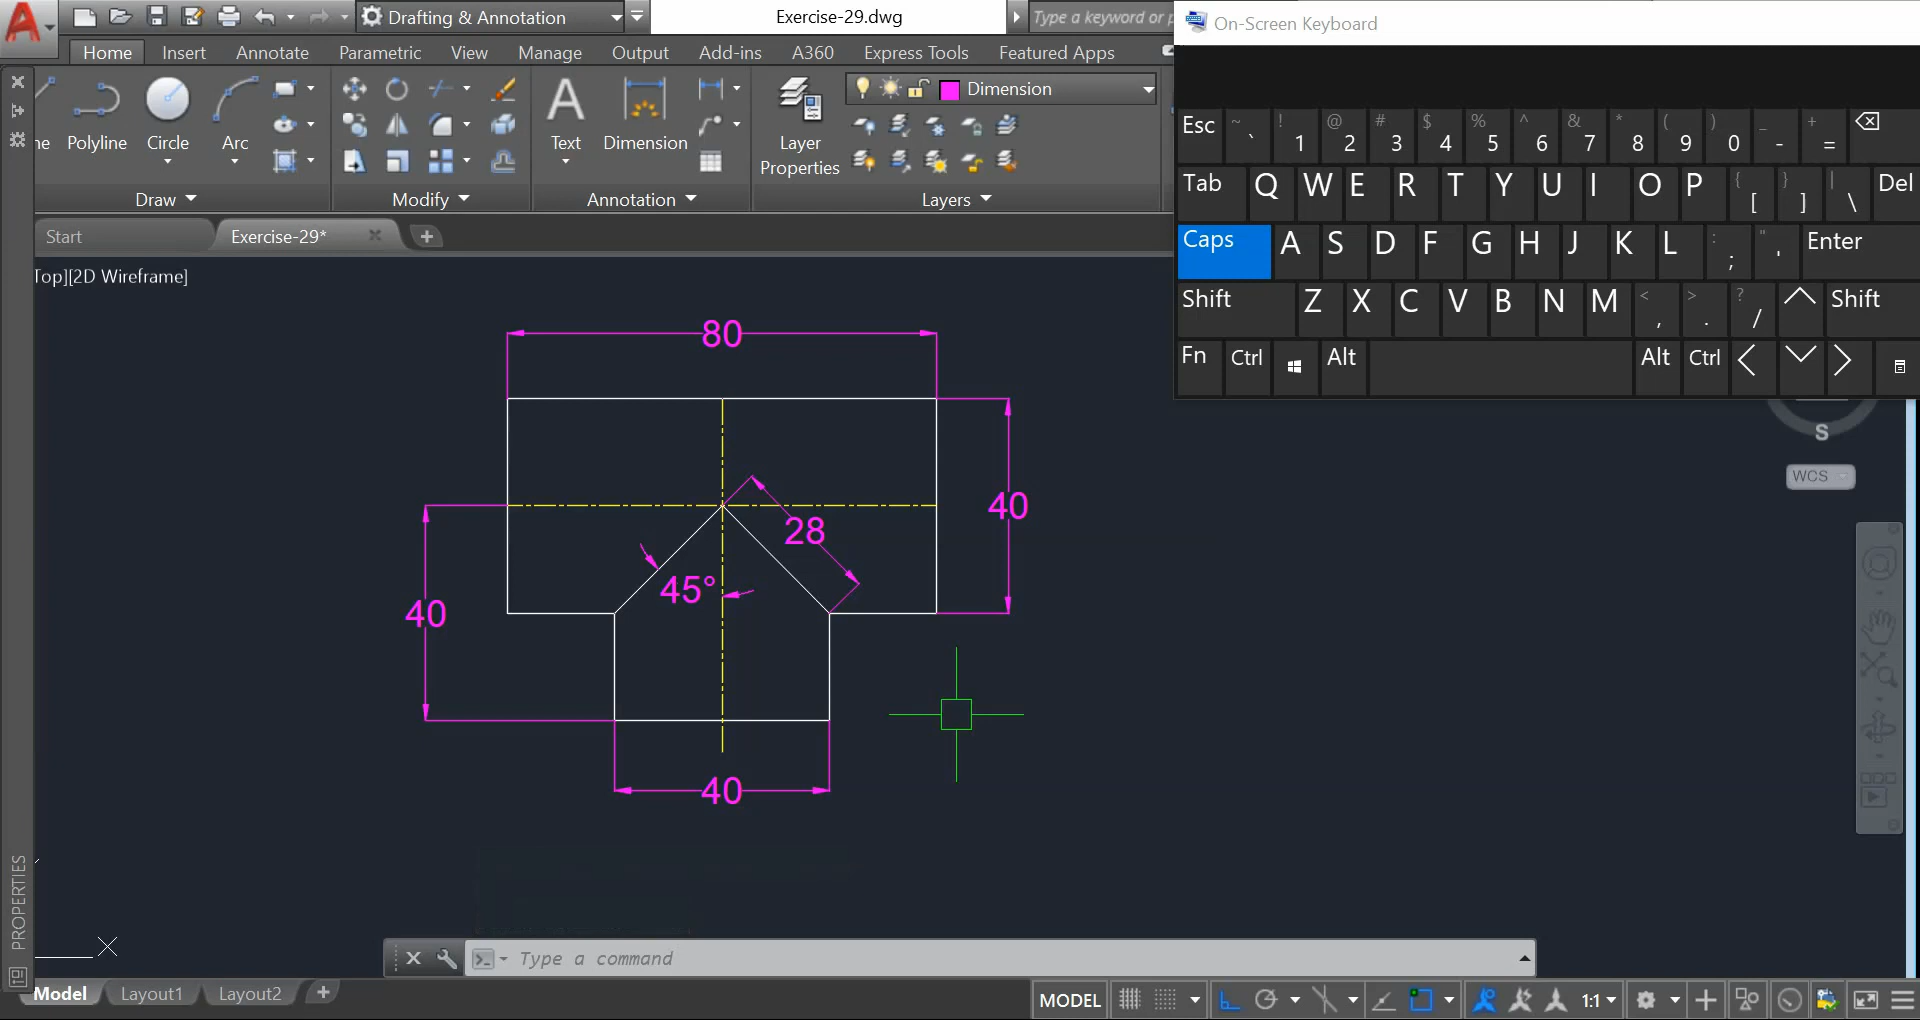 Drafting & Annotation
Exercise-29.dwg
Type a keyword or p
On-Screen Keyboard
Home Insert Annotate Parametric View Manage Output Add-ins A360 Express Tools Featured Apps
ne Polyline Circle Arc
Text Dimension
Layer Properties
Dimension
Draw Modify Annotation Layers
Start Exercise-29*
Top][2D Wireframe]
Esc ~ ` ! 1 @ 2 # 3 $ 4 % 5 ^ 6 & 7 * 8 ( 9 ) 0 _ - + =
Tab Q W E R T Y U I O P { [ } ] | \ Del
Caps A S D F G H J K L : ; " ' Enter
Shift Z X C V B N M < , > . ? / Shift
Fn Ctrl Alt Alt Ctrl
S
WCS
80
40
28
45°
40
40
PROPERTIES
Type a command
Model Layout1 Layout2
MODEL 1:1